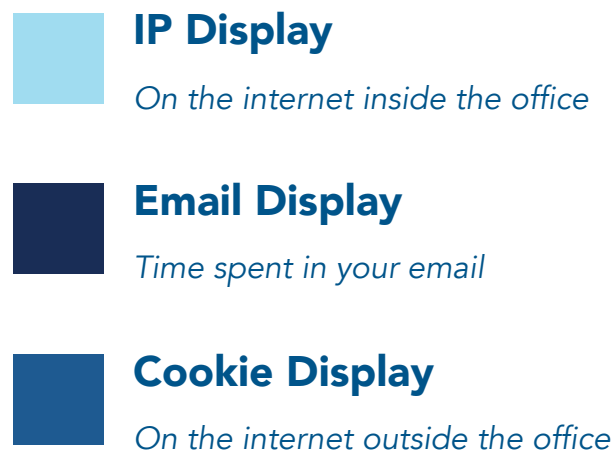 IP Display
On the internet inside the office
Email Display
Time spent in your email
Cookie Display
On the internet outside the office